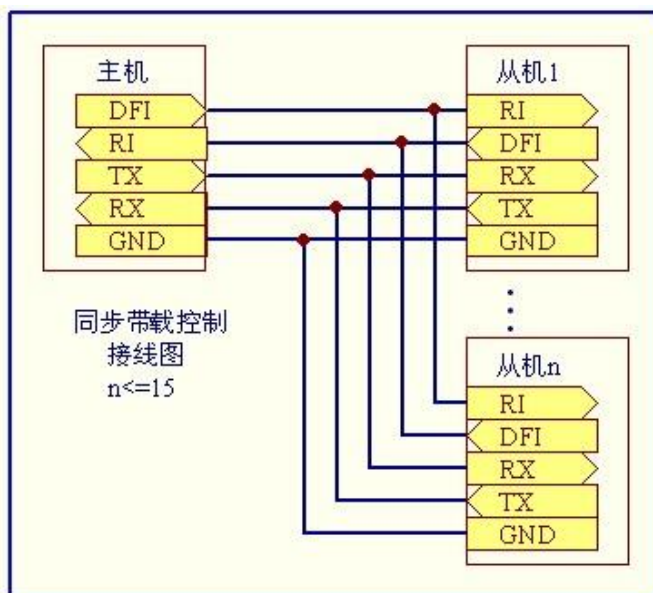 主机
DFI
RI
TX
RX
GND
从机1
RI
DFI
RX
TX
GND
同步带载控制
接线图
n<=15
从机n
RI
DFI
RX
TX
GND